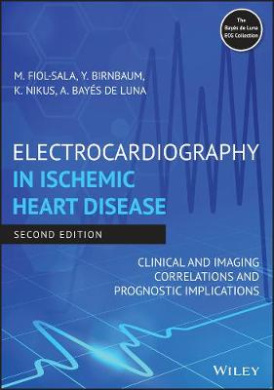 The
Bayés de Luna
ECG Collection
M. FIOL-SALA, Y. BIRNBAUM,
K. NIKUS, A. BAYÉS DE LUNA
ELECTROCARDIOGRAPHY
IN ISCHEMIC
HEART DISEASE
SECOND EDITION
CLINICAL AND IMAGING
CORRELATIONS AND
PROGNOSTIC IMPLICATIONS
WILEY